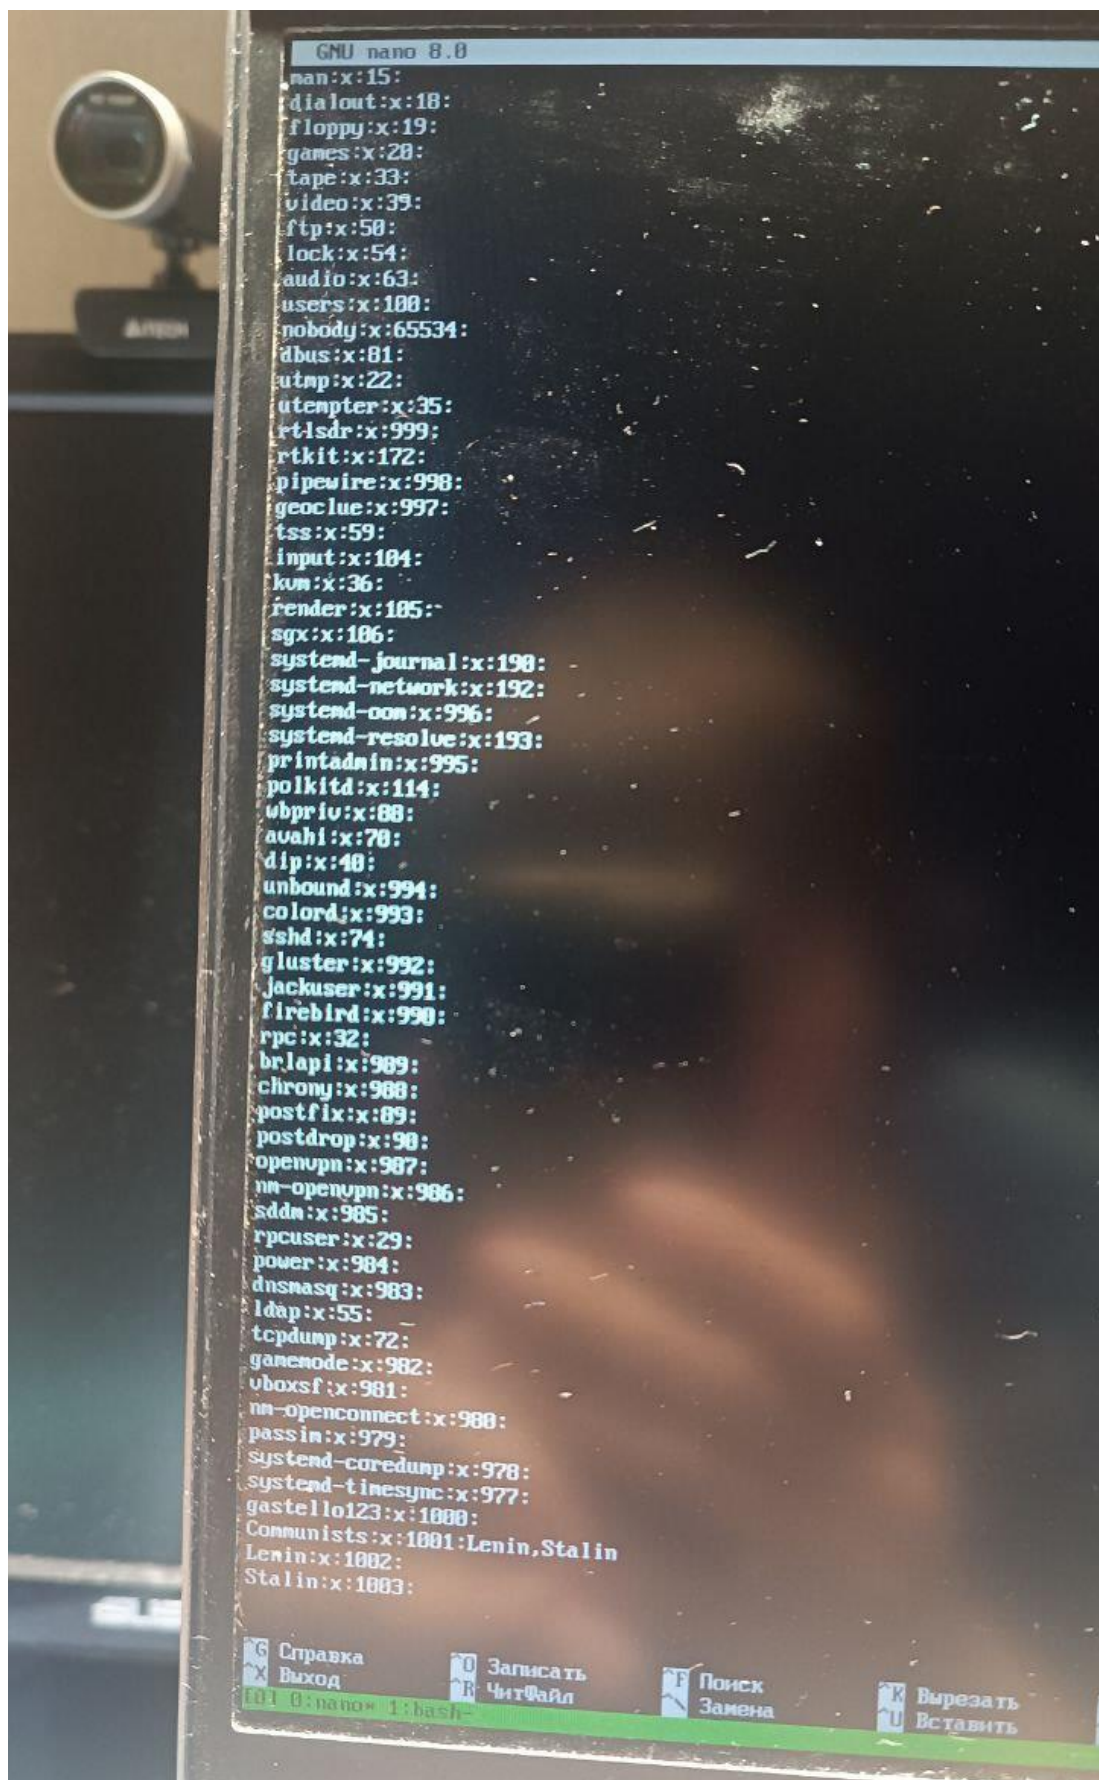 GNU nano 8.0
man:x:15:
dialout:x:18:
floppy:x:19:
games:x:20:
tape:x:33:
video:x:39:
ftp:x:50:
lock:x:54:
audio:x:63:
users:x:100:
nobody:x:65534:
dbus:x:81:
utmp:x:22:
utempter:x:35:
rtlsdr:x:999:
rtkit:x:172:
pipewire:x:998:
geoclue:x:997:
tss:x:59:
input:x:104:
kvm:x:36:
render:x:105:
sgx:x:106:
systemd-journal:x:190:
systemd-network:x:192:
systemd-oom:x:996:
systemd-resolve:x:193:
printadmin:x:995:
polkitd:x:114:
wbpriv:x:88:
avahi:x:70:
dip:x:40:
unbound:x:994:
colord:x:993:
sshd:x:74:
gluster:x:992:
jackuser:x:991:
firebird:x:990:
rpc:x:32:
brlapi:x:989:
chrony:x:988:
postfix:x:89:
postdrop:x:90:
openvpn:x:987:
nm-openvpn:x:986:
sddm:x:985:
rpcuser:x:29:
power:x:984:
dnsmasq:x:983:
ldap:x:55:
tcpdump:x:72:
gamemode:x:982:
vboxsf:x:981:
nm-openconnect:x:980:
passim:x:979:
systemd-coredump:x:978:
systemd-timesync:x:977:
gastello123:x:1000:
Communists:x:1001:Lenin,Stalin
Lenin:x:1002:
Stalin:x:1003:
^G Справка ^O Записать ^F Поиск ^K Вырезать
^X Выход ^R ЧитФайл ^\ Замена ^U Вставить
[0] 0:nano* 1:bash-
A4TECH